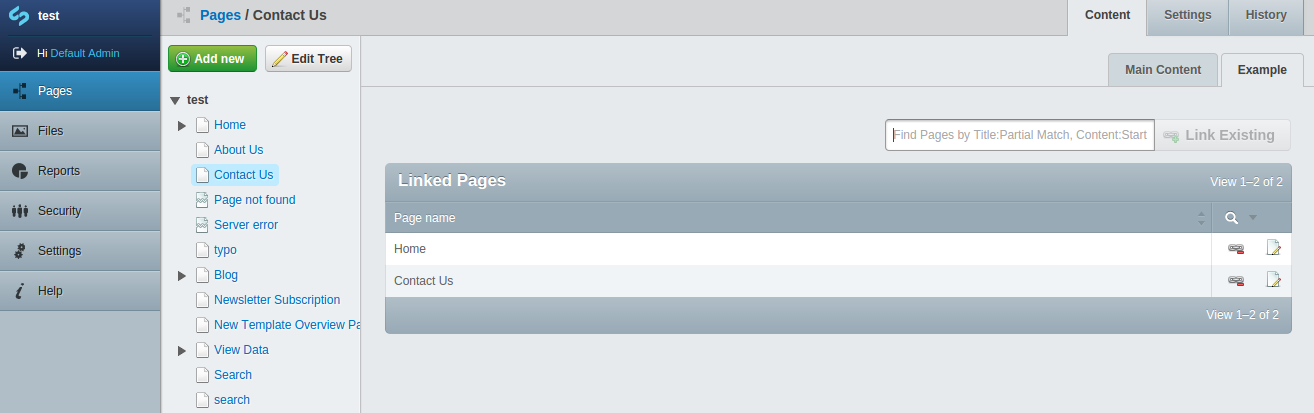 test
Pages / Contact Us
Content
Settings
History
Hi Default Admin
Pages
Files
Reports
Security
Settings
Help
Add new
Edit Tree
test
Home
About Us
Contact Us
Page not found
Server error
typo
Blog
Newsletter Subscription
New Template Overview Pa
View Data
Search
search
Main Content
Example
Find Pages by Title:Partial Match, Content:Start
Link Existing
Linked Pages
View 1–2 of 2
Page name
Home
Contact Us
View 1–2 of 2